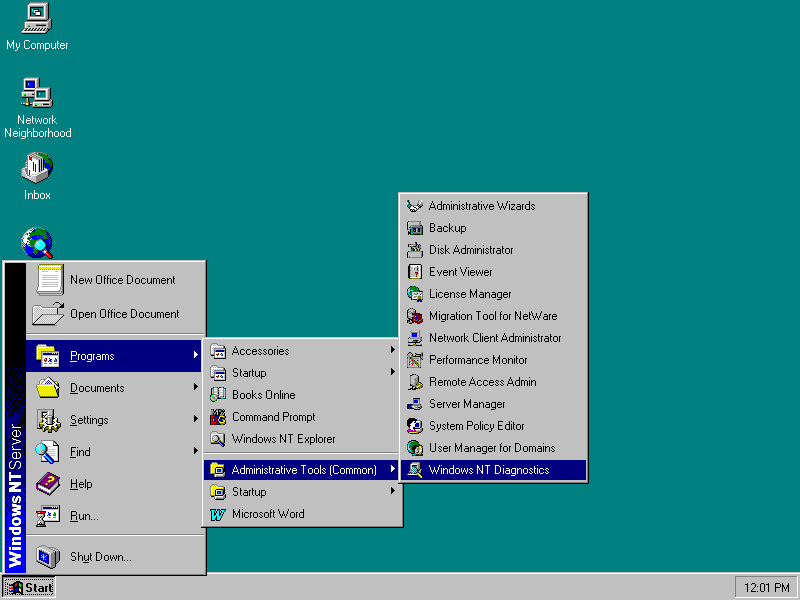 My Computer
Network
Neighborhood
Inbox
New Office Document
Open Office Document
Programs
Documents
Settings
Find
Help
Run...
Shut Down...
Windows NT Server
Accessories
Startup
Books Online
Command Prompt
Windows NT Explorer
Administrative Tools (Common)
Startup
Microsoft Word
Administrative Wizards
Backup
Disk Administrator
Event Viewer
License Manager
Migration Tool for NetWare
Network Client Administrator
Performance Monitor
Remote Access Admin
Server Manager
System Policy Editor
User Manager for Domains
Windows NT Diagnostics
Start
12:01 PM